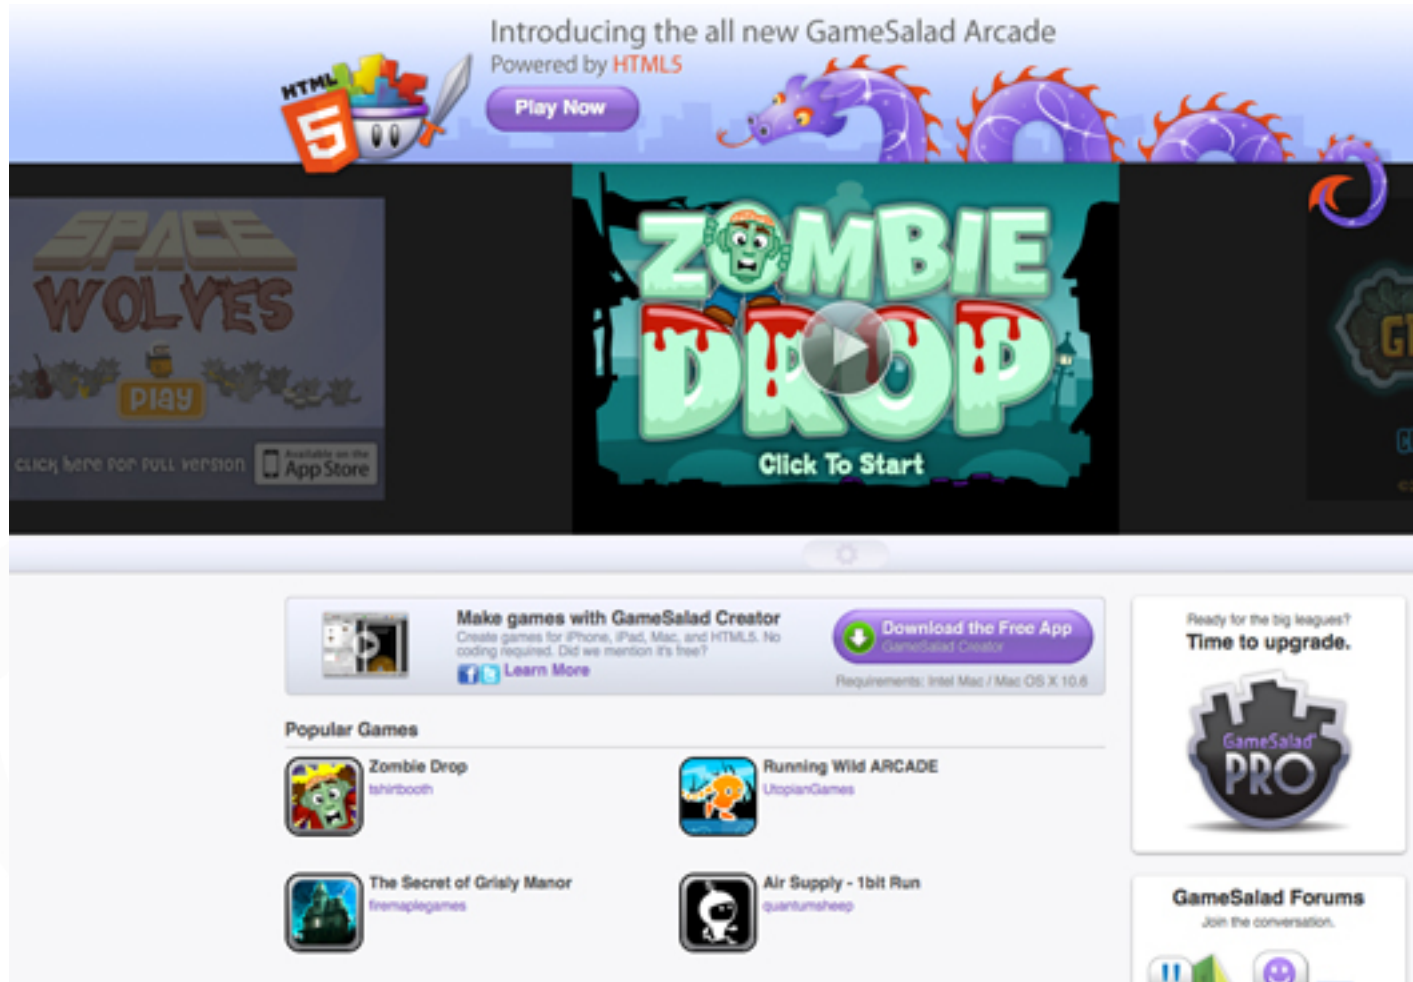 Introducing the all new GameSalad Arcade
Powered by HTML5
Play Now
HTML
5
SPACE
WOLVES
PLAY
CLICK HERE FOR FULL VERSION
Available on the
App Store
ZOMBIE
DROP
Click To Start
Make games with GameSalad Creator
Create games for iPhone, iPad, Mac, and HTML5. No
coding required. Did we mention it's free?
Learn More
Download the Free App
GameSalad Creator
Requirements: Intel Mac / Mac OS X 10.6
Ready for the big leagues?
Time to upgrade.
GameSalad
PRO
Popular Games
Zombie Drop
tshirtbooth
Running Wild ARCADE
UtopianGames
The Secret of Grisly Manor
firemaplegames
Air Supply - 1bit Run
quantumsheep
GameSalad Forums
Join the conversation.